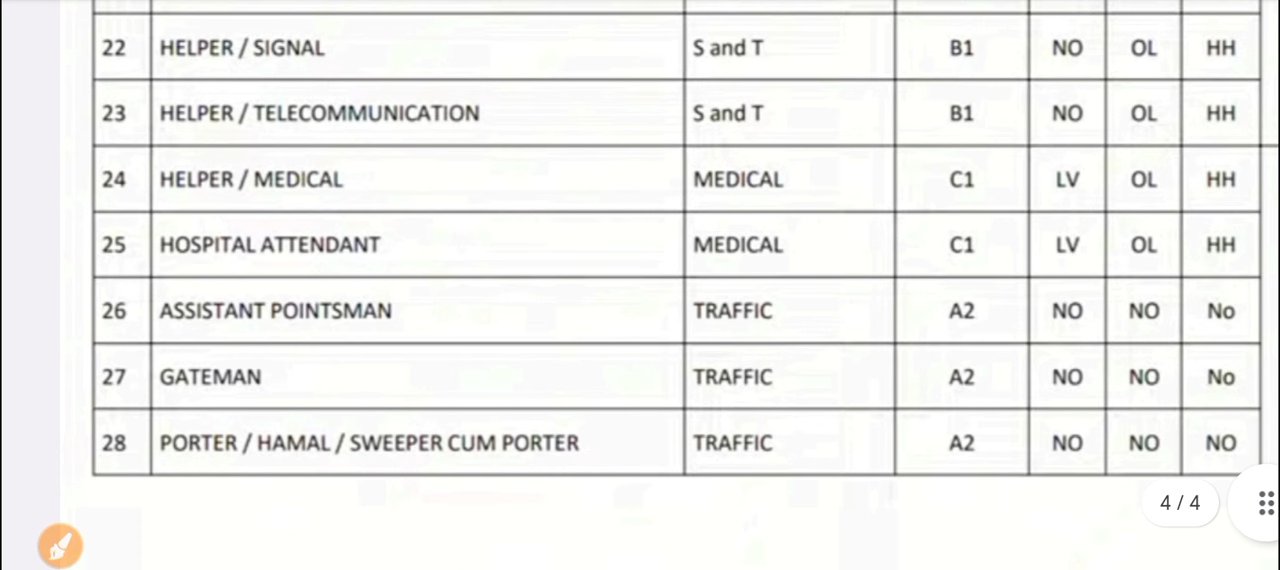 22 HELPER / SIGNAL S and T B1 NO OL HH
23 HELPER / TELECOMMUNICATION S and T B1 NO OL HH
24 HELPER / MEDICAL MEDICAL C1 LV OL HH
25 HOSPITAL ATTENDANT MEDICAL C1 LV OL HH
26 ASSISTANT POINTSMAN TRAFFIC A2 NO NO No
27 GATEMAN TRAFFIC A2 NO NO No
28 PORTER / HAMAL / SWEEPER CUM PORTER TRAFFIC A2 NO NO NO
4 / 4